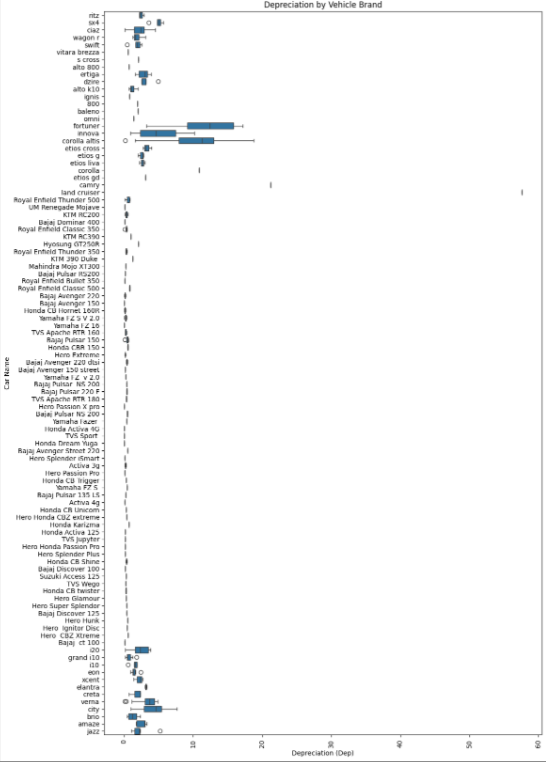 Depreciation by Vehicle Brand
Car Name
ritz
sx4
ciaz
wagon r
swift
vitara brezza
s cross
alto 800
ertiga
dzire
alto k10
ignis
800
baleno
omni
fortuner
innova
corolla altis
etios cross
etios g
etios liva
corolla
etios gd
camry
land cruiser
Royal Enfield Thunder 500
UM Renegade Mojave
KTM RC200
Bajaj Dominar 400
Royal Enfield Classic 350
KTM RC390
Hyosung GT250R
Royal Enfield Thunder 350
KTM 390 Duke
Mahindra Mojo XT300
Bajaj Pulsar RS200
Royal Enfield Bullet 350
Royal Enfield Classic 500
Bajaj Avenger 220
Bajaj Avenger 150
Honda CB Hornet 160R
Yamaha FZ S V 2.0
Yamaha FZ 16
TVS Apache RTR 160
Bajaj Pulsar 150
Honda CBR 150
Hero Extreme
Bajaj Avenger 220 dtsi
Bajaj Avenger 150 street
Yamaha FZ v 2.0
Bajaj Pulsar NS 200
Bajaj Pulsar 220 F
TVS Apache RTR 180
Hero Passion X pro
Bajaj Pulsar NS 200
Yamaha Fazer
Honda Activa 4G
TVS Sport
Honda Dream Yuga
Bajaj Avenger Street 220
Hero Splender iSmart
Activa 3g
Hero Passion Pro
Honda CB Trigger
Yamaha FZ S
Bajaj Pulsar 135 LS
Activa 4g
Honda CB Unicorn
Hero Honda CBZ extreme
Honda Karizma
Honda Activa 125
TVS Jupyter
Hero Honda Passion Pro
Hero Splender Plus
Honda CB Shine
Bajaj Discover 100
Suzuki Access 125
TVS Wego
Honda CB twister
Hero Glamour
Hero Super Splendor
Bajaj Discover 125
Hero Hunk
Hero Ignitor Disc
Hero CBZ Xtreme
Bajaj ct 100
i20
grand i10
i10
eon
xcent
elantra
creta
verna
city
brio
amaze
jazz
0 10 20 30 40 50 60
Depreciation (Dep)